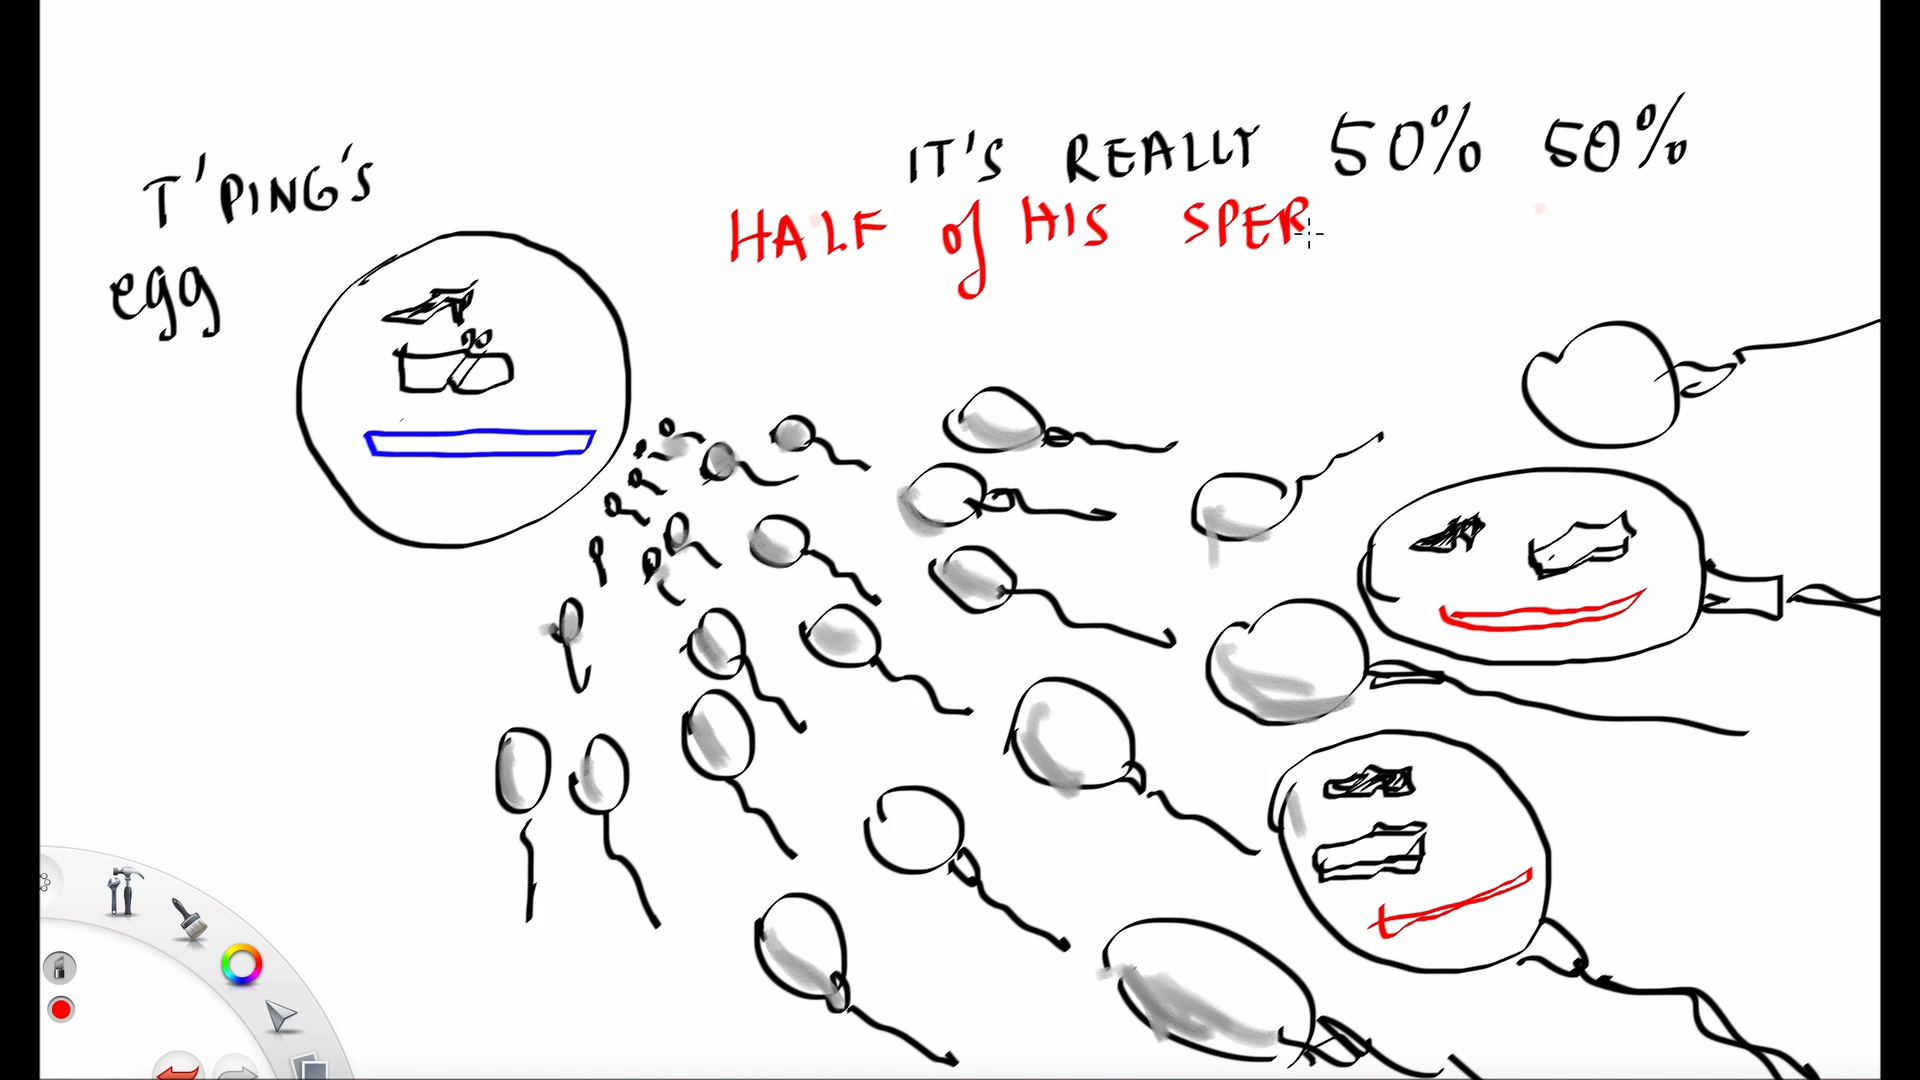 T'PING'S
egg
IT'S REALLY 50% 50%
HALF of HIS SPER